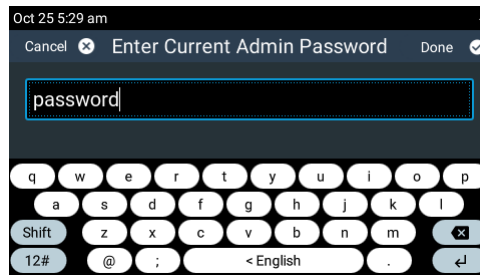 Oct 25 5:29 am
Cancel Enter Current Admin Password Done
password
q w e r t y u i o p
a s d f g h j k l
Shift z x c v b n m
12# @ ; < English .